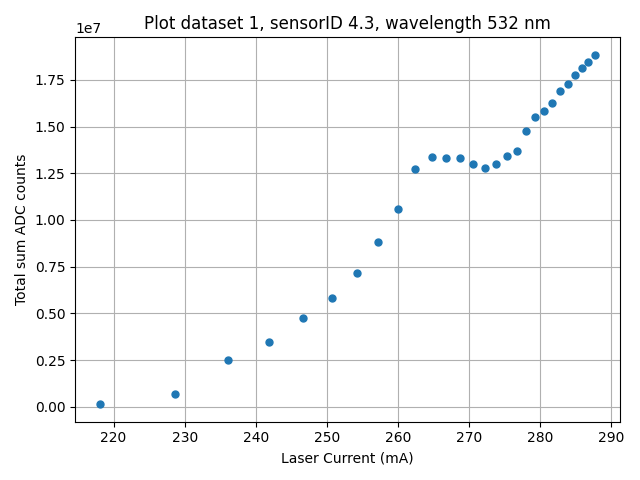 Plot dataset 1, sensorID 4.3, wavelength 532 nm
1e7
1.75
1.50
1.25
1.00
0.75
0.50
0.25
0.00
Total sum ADC counts
220 230 240 250 260 270 280 290
Laser Current (mA)